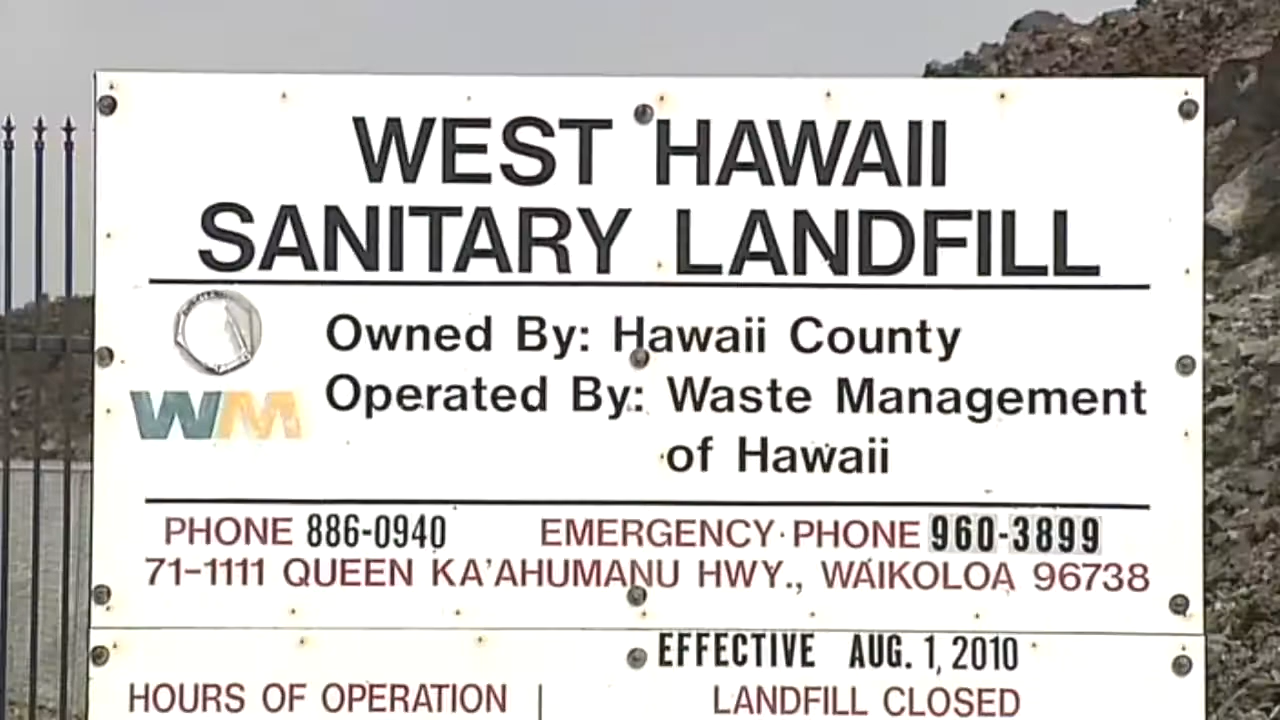 WEST HAWAII
SANITARY LANDFILL
Owned By: Hawaii County
WM
Operated By: Waste Management
of Hawaii
PHONE 886-0940 EMERGENCY PHONE 960-3899
71-1111 QUEEN KA'AHUMANU HWY., WAIKOLOA 96738
EFFECTIVE AUG. 1, 2010
HOURS OF OPERATION | LANDFILL CLOSED